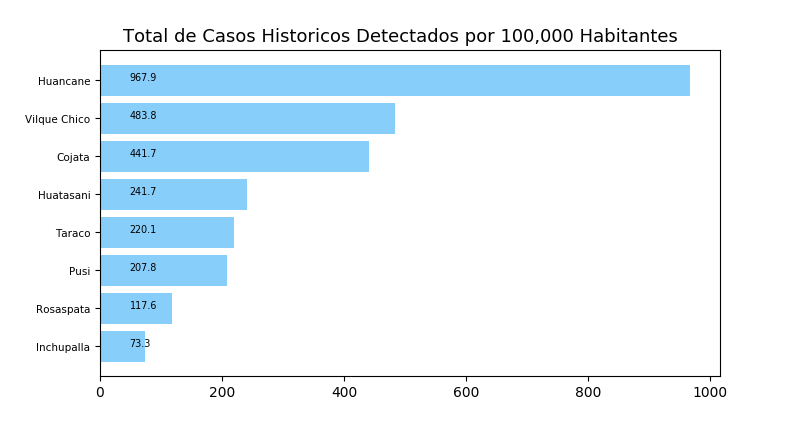 Total de Casos Historicos Detectados por 100,000 Habitantes
Huancane 967.9
Vilque Chico 483.8
Cojata 441.7
Huatasani 241.7
Taraco 220.1
Pusi 207.8
Rosaspata 117.6
Inchupalla 73.3
0 200 400 600 800 1000